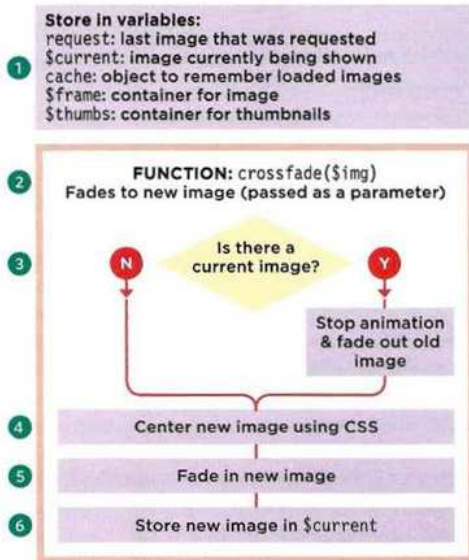 Store in variables:
request: last image that was requested
$current: image currently being shown
1
cache: object to remember loaded images
$frame: container for image
$thumbs: container for thumbnails
2
FUNCTION: crossfade($img)
Fades to new image (passed as a parameter)
3
N
Is there a
current image?
Y
Stop animation
& fade out old
image
4
Center new image using CSS
5
Fade in new image
6
Store new image in $current